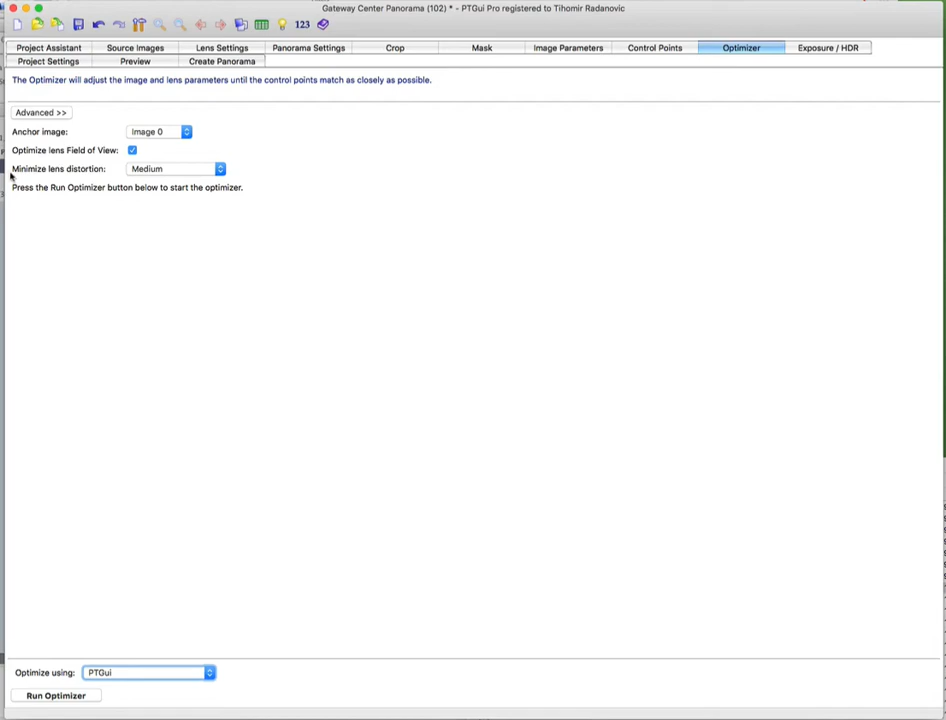 Gateway Center Panorama (102) * - PTGui Pro registered to Tihomir Radanovic
123
Project Assistant Source Images Lens Settings Panorama Settings Crop Mask Image Parameters Control Points Optimizer Exposure / HDR
Project Settings Preview Create Panorama
The Optimizer will adjust the image and lens parameters until the control points match as closely as possible.
Advanced >>
Anchor image: Image 0
Optimize lens Field of View:
Minimize lens distortion: Medium
Press the Run Optimizer button below to start the optimizer.
Optimize using: PTGui
Run Optimizer